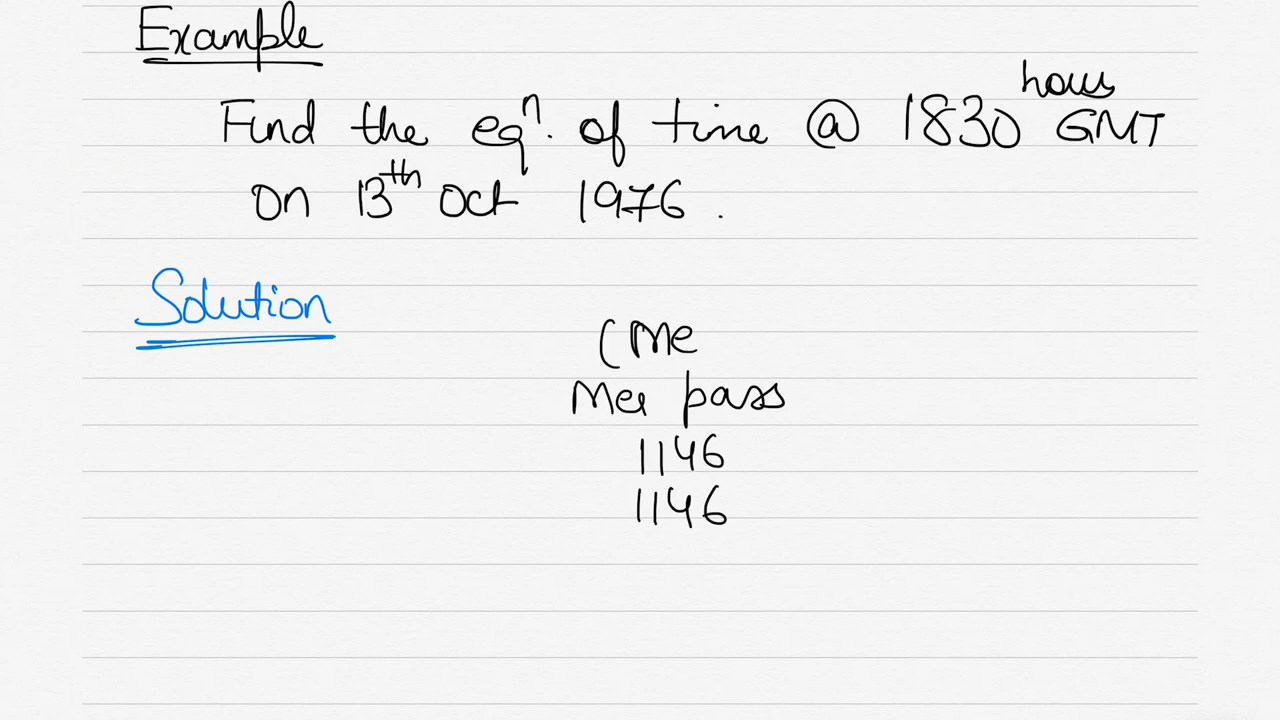 Example
Find the eqⁿ. of time @ 1830 hours GMT
on 13th Oct 1976.
Solution
(Me
Mer pass
1146
1146